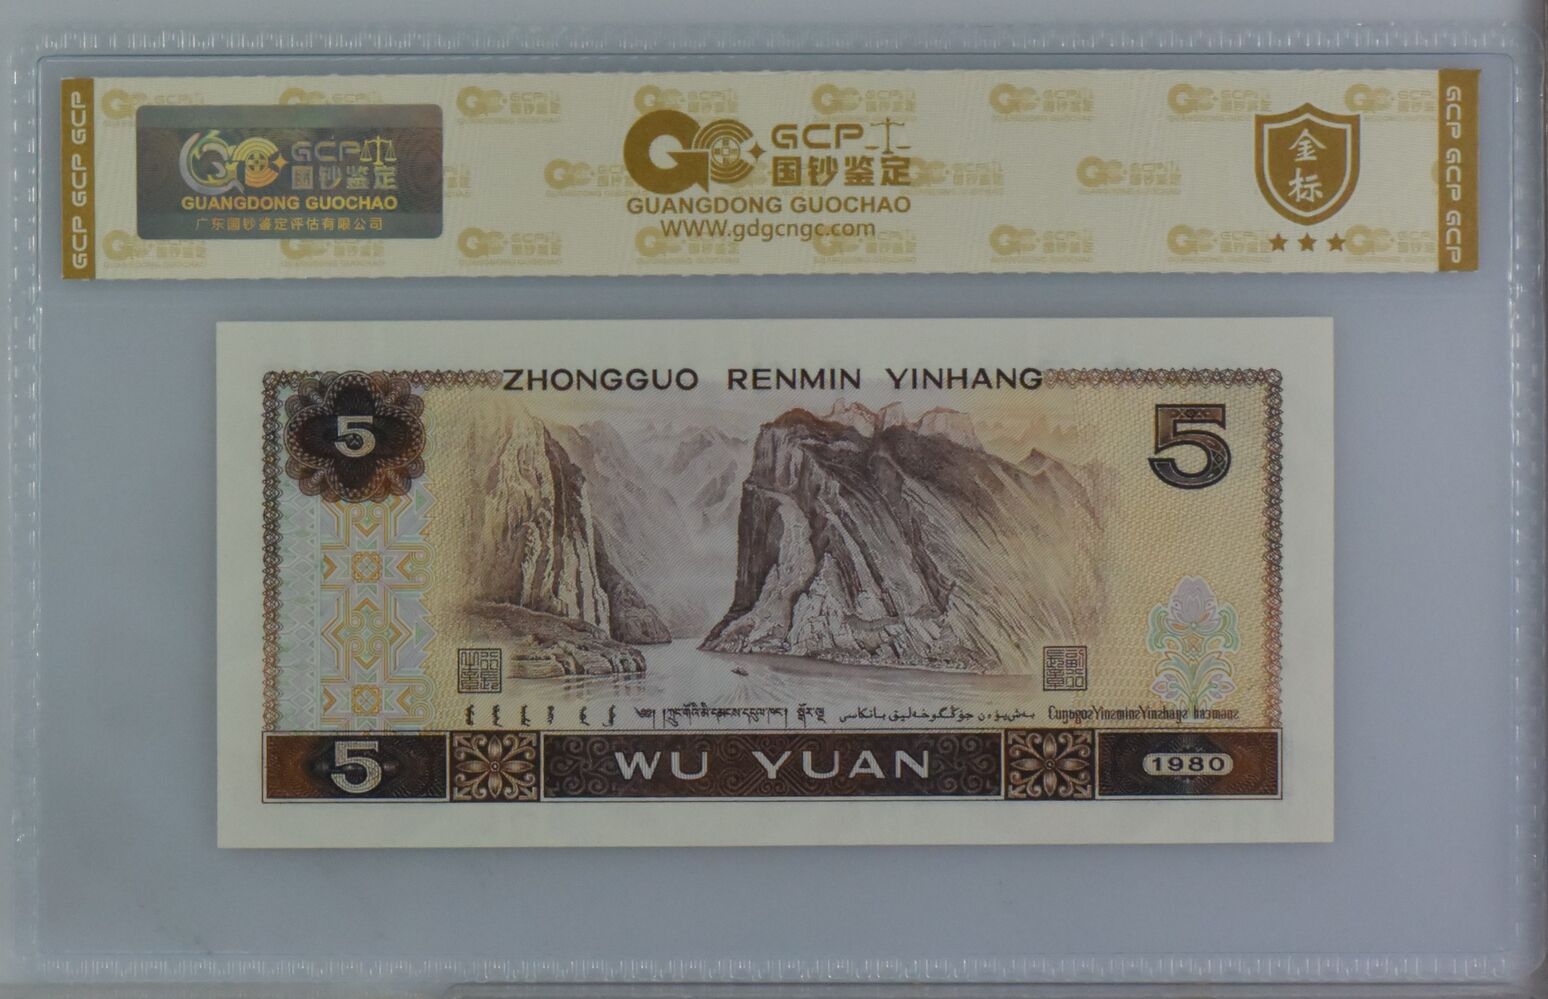 GCP GCP GCP
GCP
国钞鉴定
GUANGDONG GUOCHAO
广东国钞鉴定评估有限公司
GCP
国钞鉴定
GUANGDONG GUOCHAO
WWW.gdgcngc.com
金标
GCP GCP GCP
ZHONGGUO RENMIN YINHANG
5
5
5
WU YUAN
1980